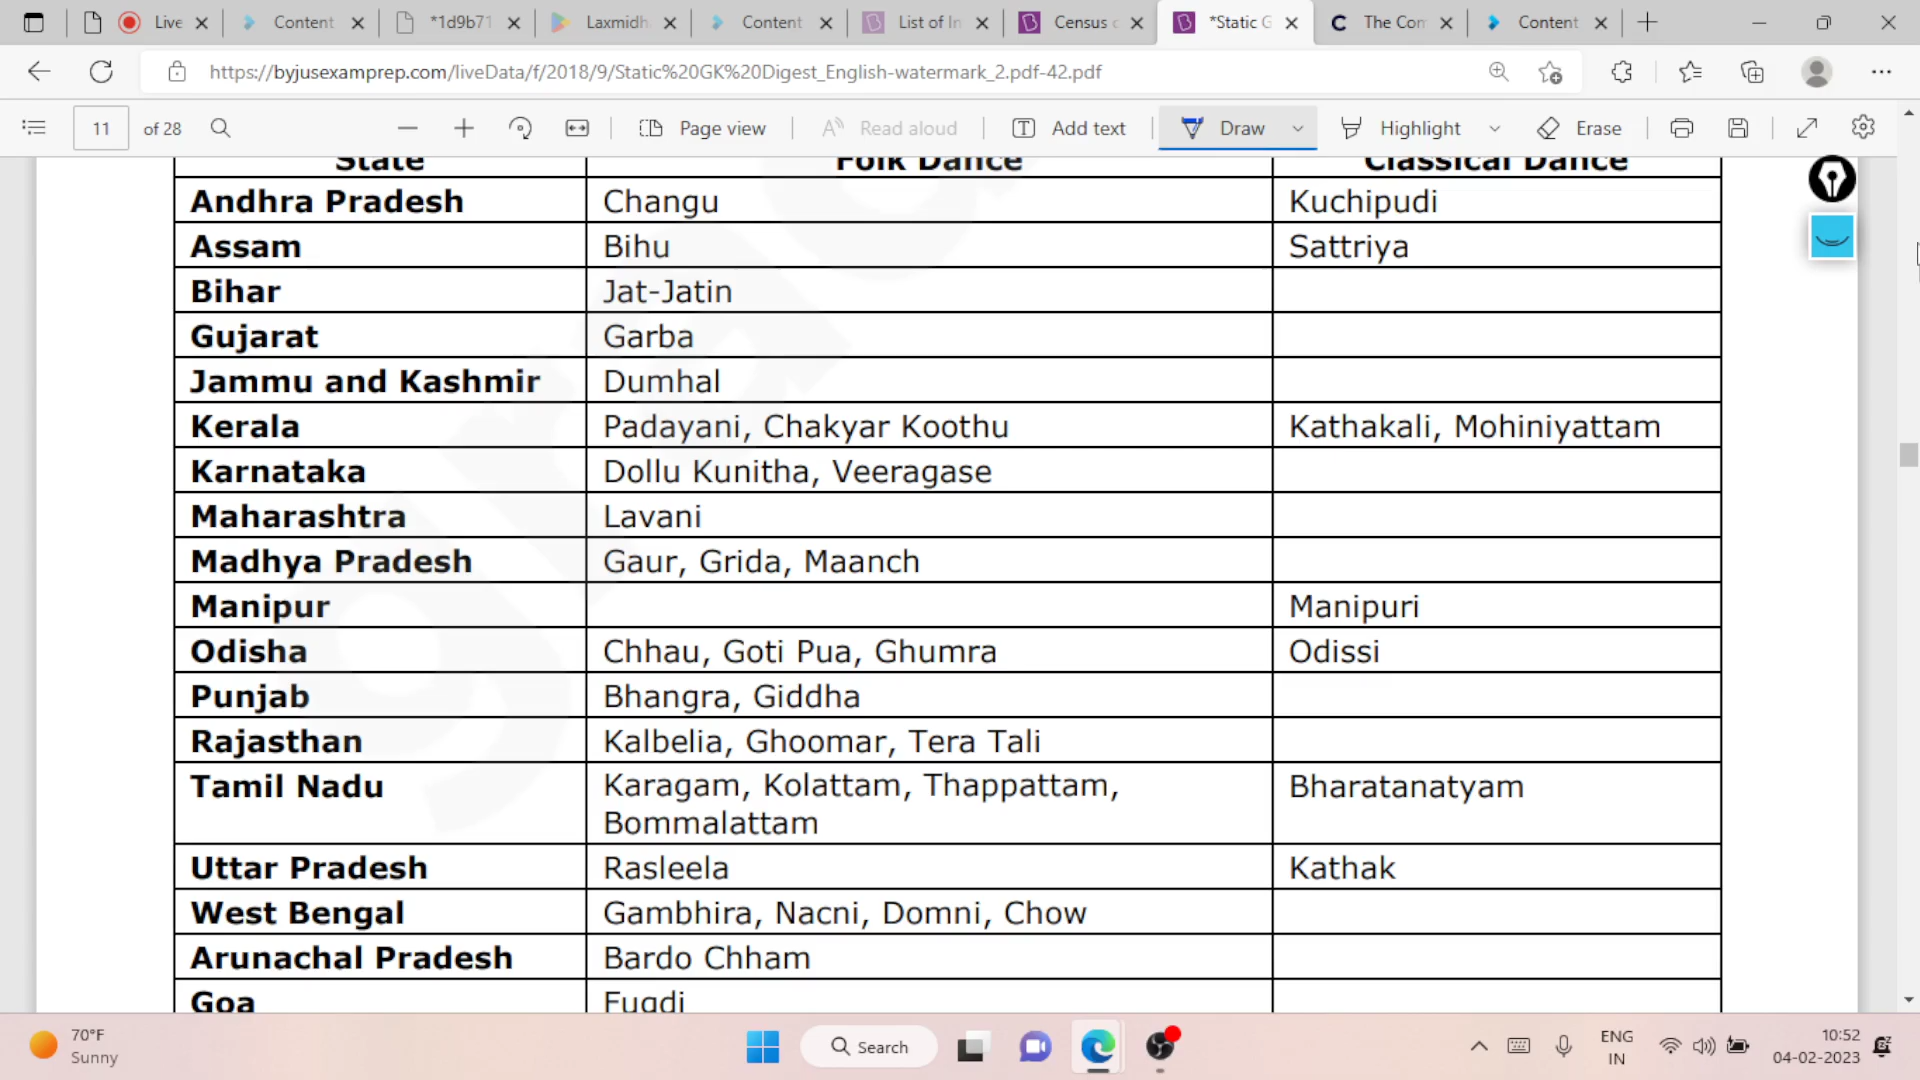 Live
Content
*1d9b71
Laxmidh
Content
List of In
Census
*Static G
The Com
Content
https://byjusexamprep.com/liveData/f/2018/9/Static%20GK%20Digest_English-watermark_2.pdf-42.pdf
11 of 28
Page view
Read aloud
Add text
Draw
Highlight
Erase
State Folk Dance Classical Dance
Andhra Pradesh Changu Kuchipudi
Assam Bihu Sattriya
Bihar Jat-Jatin
Gujarat Garba
Jammu and Kashmir Dumhal
Kerala Padayani, Chakyar Koothu Kathakali, Mohiniyattam
Karnataka Dollu Kunitha, Veeragase
Maharashtra Lavani
Madhya Pradesh Gaur, Grida, Maanch
Manipur Manipuri
Odisha Chhau, Goti Pua, Ghumra Odissi
Punjab Bhangra, Giddha
Rajasthan Kalbelia, Ghoomar, Tera Tali
Tamil Nadu Karagam, Kolattam, Thappattam, Bharatanatyam
Bommalattam
Uttar Pradesh Rasleela Kathak
West Bengal Gambhira, Nacni, Domni, Chow
Arunachal Pradesh Bardo Chham
Goa Fugdi
70°F
Sunny
Search
ENG
IN
10:52
04-02-2023